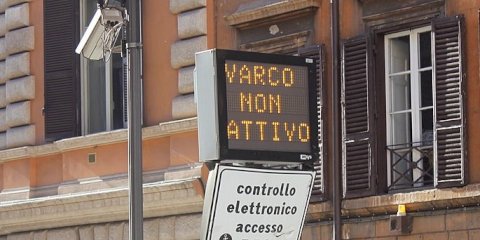 VARCO
NON
ATTIVO
controllo
elettronico
accesso